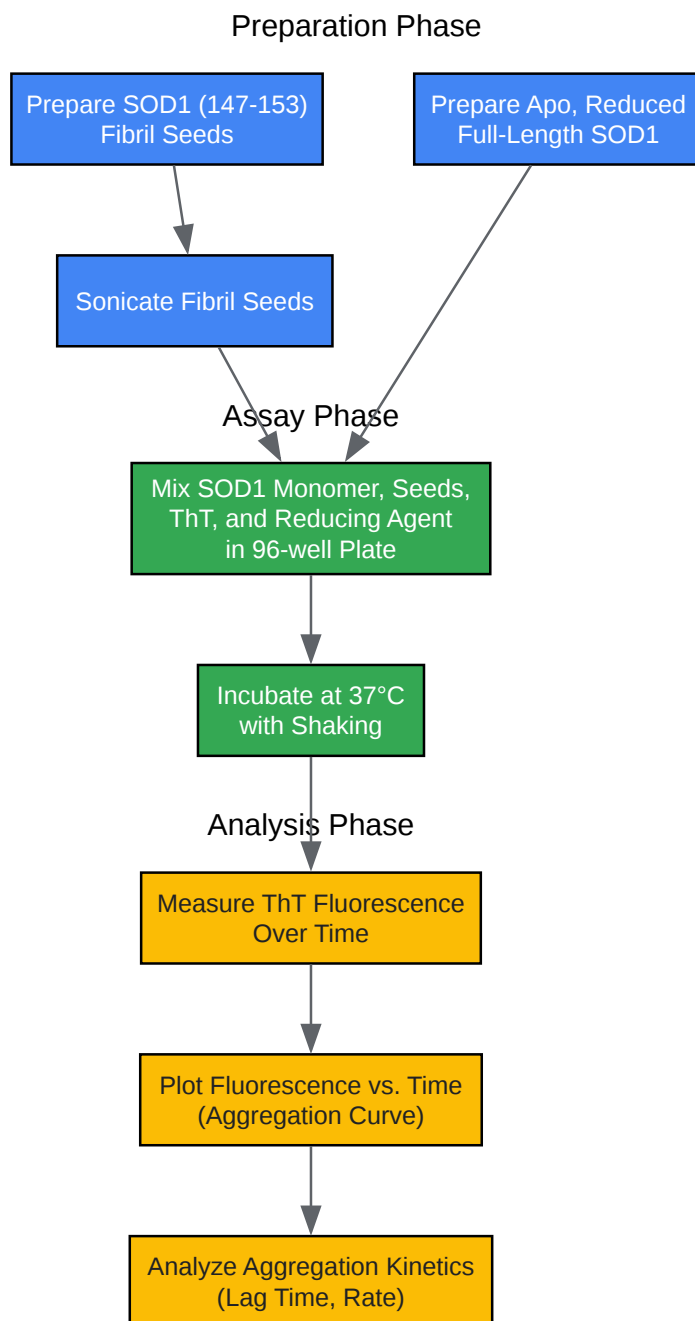 Preparation Phase
Prepare SOD1 (147-153)
Fibril Seeds
Prepare Apo, Reduced
Full-Length SOD1
Sonicate Fibril Seeds
Assay Phase
Mix SOD1 Monomer, Seeds,
ThT, and Reducing Agent
in 96-well Plate
Incubate at 37°C
with Shaking
Analysis Phase
Measure ThT Fluorescence
Over Time
Plot Fluorescence vs. Time
(Aggregation Curve)
Analyze Aggregation Kinetics
(Lag Time, Rate)